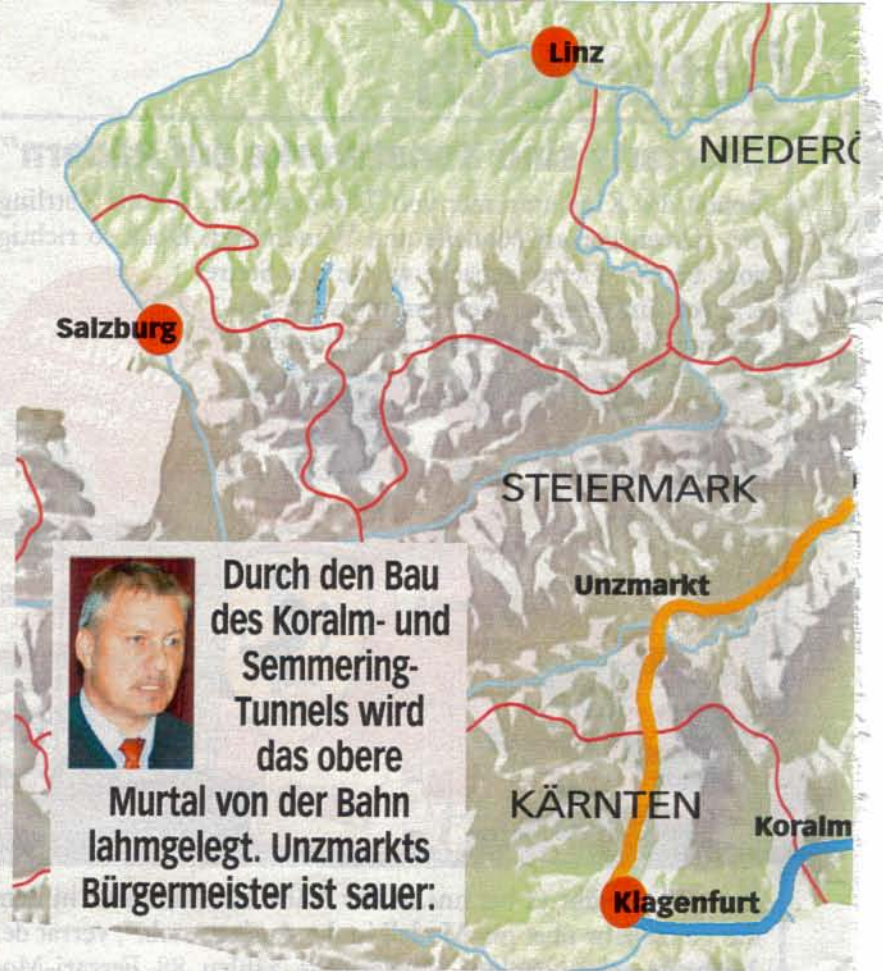 Linz
NIEDERÖ
Salzburg
STEIERMARK
Unzmarkt
Durch den Bau
des Koralm- und
Semmering-
Tunnels wird
das obere
Murtal von der Bahn
lahmgelegt. Unzmarkts
Bürgermeister ist sauer:
KÄRNTEN
Koralm
Klagenfurt